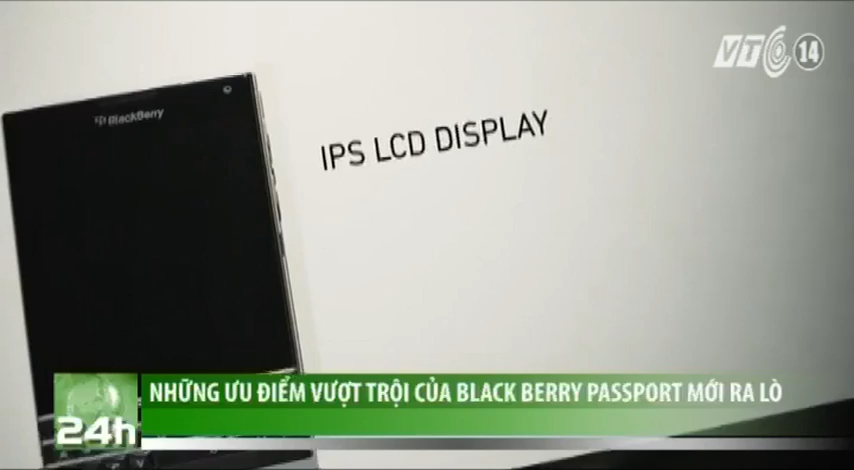 VTC 14
BlackBerry
IPS LCD DISPLAY
NHỮNG ƯU ĐIỂM VƯỢT TRỘI CỦA BLACK BERRY PASSPORT MỚI RA LÒ
24h